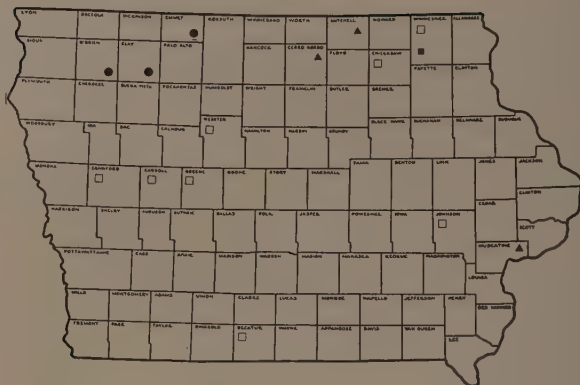 LYON OSCEOLA DICKINSON EMMET KOSSUTH WINNEBAGO WORTH MITCHELL HOWARD WINNESHIEK ALLAMAKEE
SIOUX O'BRIEN CLAY PALO ALTO HANCOCK CERRO GORDO FLOYD CHICKASAW
FAYETTE CLAYTON
PLYMOUTH CHEROKEE BUENA VISTA POCAHONTAS HUMBOLDT WRIGHT FRANKLIN BUTLER BREMER
WOODBURY IDA SAC CALHOUN WEBSTER HAMILTON HARDIN GRUNDY BLACK HAWK BUCHANAN DELAWARE DUBUQUE
MONONA CRAWFORD CARROLL GREENE BOONE STORY MARSHALL TAMA BENTON LINN JONES JACKSON
CLINTON
CEDAR
HARRISON SHELBY AUDUBON GUTHRIE DALLAS POLK JASPER POWESHIEK IOWA JOHNSON
SCOTT
MUSCATINE
POTTAWATTAMIE CASS ADAIR MADISON WARREN MARION MAHASKA KEOKUK WASHINGTON
LOUISA
MILLS MONTGOMERY ADAMS UNION CLARKE LUCAS MONROE WAPELLO JEFFERSON HENRY
DES MOINES
FREMONT PAGE TAYLOR RINGGOLD DECATUR WAYNE APPANOOSE DAVIS VAN BUREN
LEE